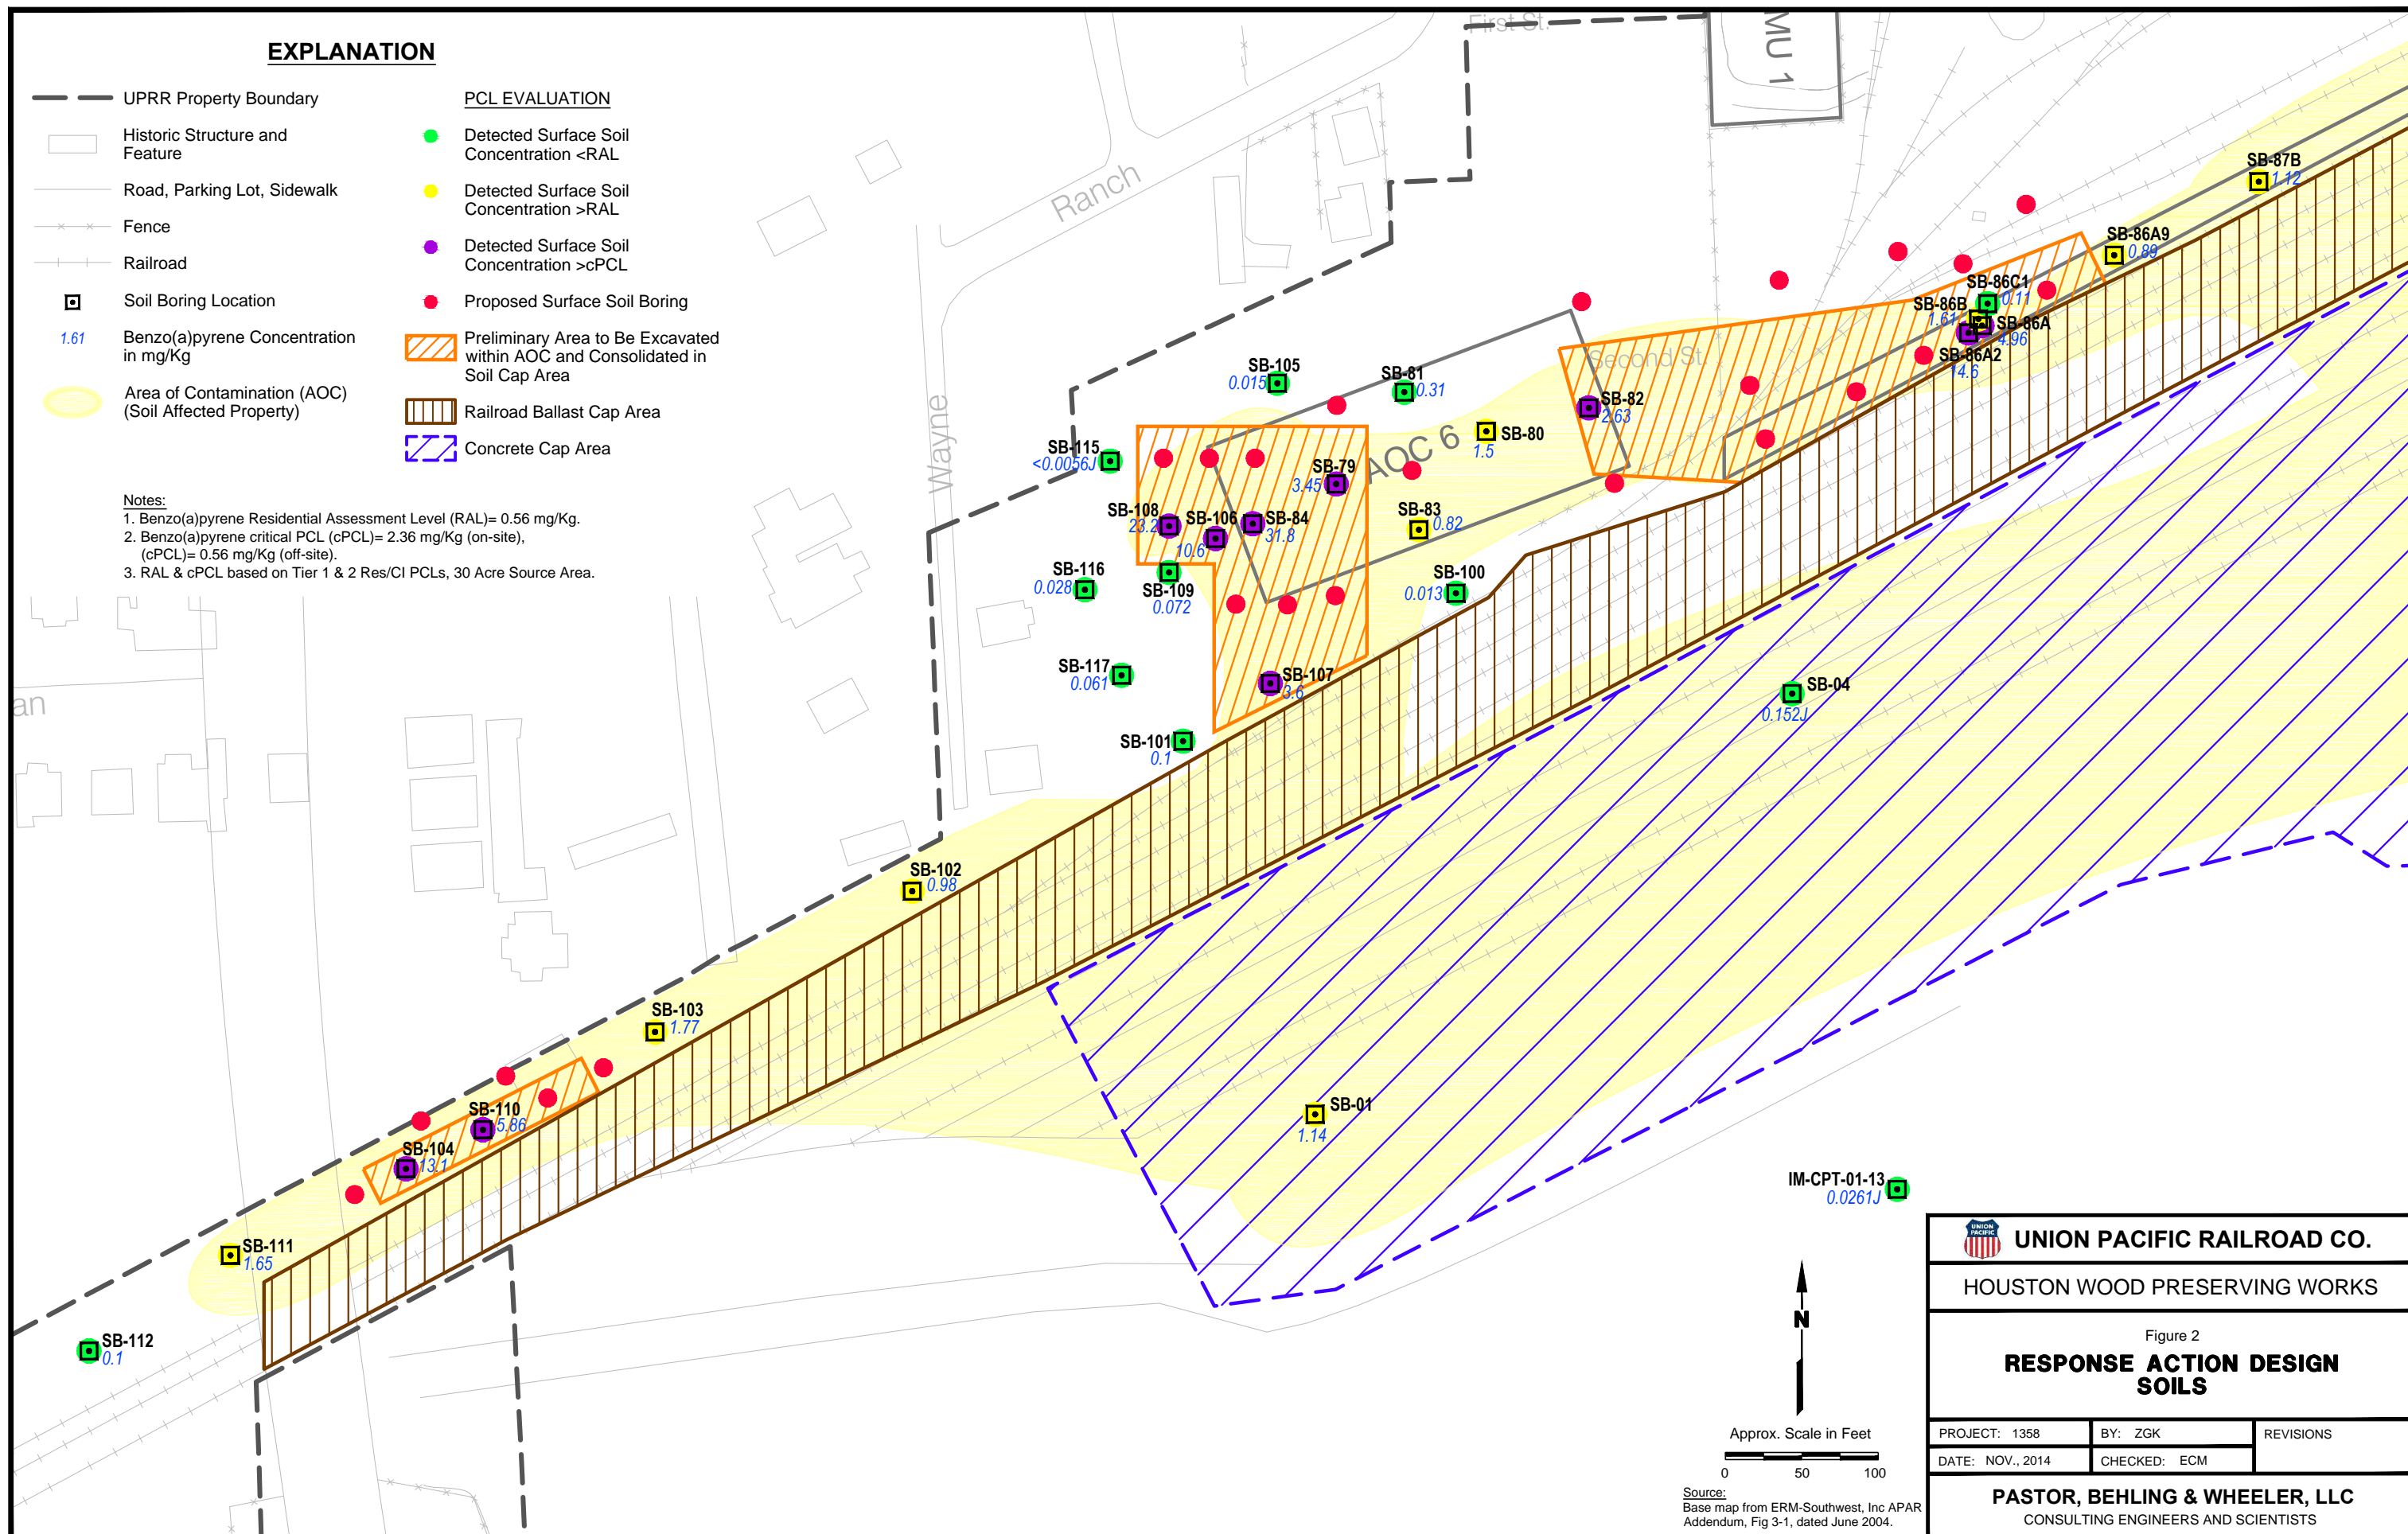 EXPLANATION
UPRR Property Boundary
Historic Structure and
Feature
Road, Parking Lot, Sidewalk
Fence
Railroad
Soil Boring Location
1.61
Benzo(a)pyrene Concentration
in mg/Kg
Area of Contamination (AOC)
(Soil Affected Property)
PCL EVALUATION
Detected Surface Soil
Concentration <RAL
Detected Surface Soil
Concentration >RAL
Detected Surface Soil
Concentration >cPCL
Proposed Surface Soil Boring
Preliminary Area to Be Excavated
within AOC and Consolidated in
Soil Cap Area
Railroad Ballast Cap Area
Concrete Cap Area
Notes:
1. Benzo(a)pyrene Residential Assessment Level (RAL)= 0.56 mg/Kg.
2. Benzo(a)pyrene critical PCL (cPCL)= 2.36 mg/Kg (on-site),
(cPCL)= 0.56 mg/Kg (off-site).
3. RAL & cPCL based on Tier 1 & 2 Res/CI PCLs, 30 Acre Source Area.
First St.
MU 1
Ranch
Wayne
Second St
AOC 6
an
SB-87B
1.12
SB-86A9
0.89
SB-86C1
0.11
SB-86B
1.61
SB-86A
4.96
SB-86A2
14.6
SB-105
0.015
SB-81
0.31
SB-82
2.63
SB-80
1.5
SB-115
<0.0056J
SB-79
3.45
SB-108
23.2
SB-106
10.6
SB-84
31.8
SB-83
0.82
SB-116
0.028
SB-109
0.072
SB-100
0.013
SB-117
0.061
SB-107
3.6
SB-04
0.152J
SB-101
0.1
SB-102
0.98
SB-103
1.77
SB-110
5.86
SB-104
13.1
SB-01
1.14
IM-CPT-01-13
0.0261J
SB-111
1.65
SB-112
0.1
N
Approx. Scale in Feet
0 50 100
Source:
Base map from ERM-Southwest, Inc APAR
Addendum, Fig 3-1, dated June 2004.
UNION
PACIFIC
UNION PACIFIC RAILROAD CO.
HOUSTON WOOD PRESERVING WORKS
Figure 2
RESPONSE ACTION DESIGN
SOILS
PROJECT: 1358
BY: ZGK
REVISIONS
DATE: NOV., 2014
CHECKED: ECM
PASTOR, BEHLING & WHEELER, LLC
CONSULTING ENGINEERS AND SCIENTISTS